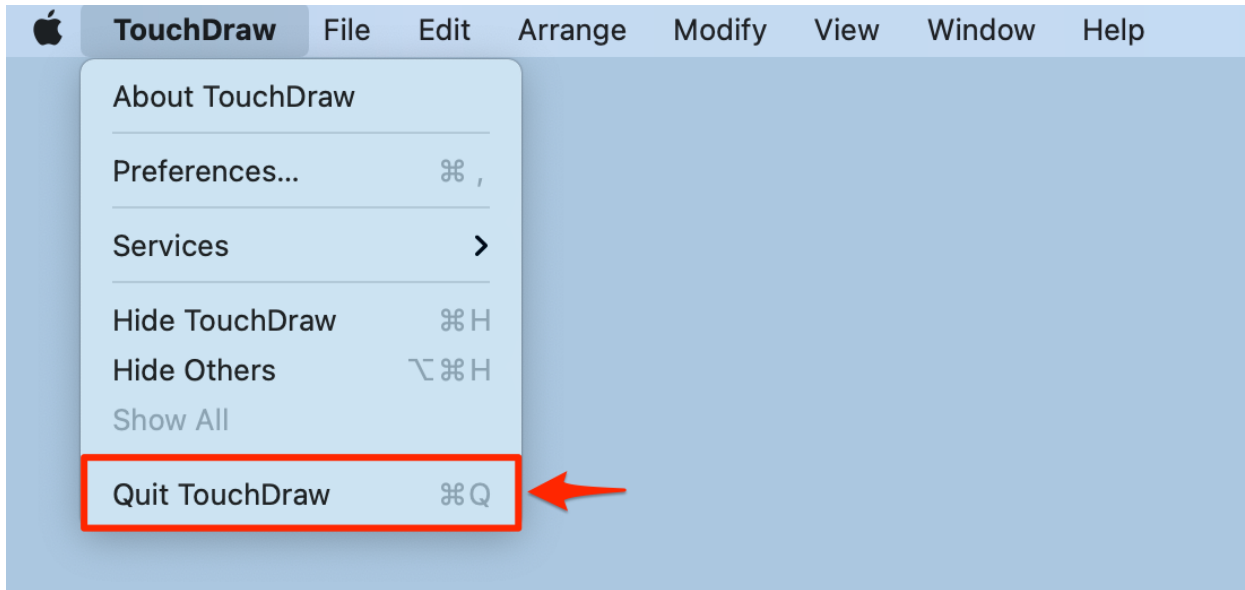 TouchDraw File Edit Arrange Modify View Window Help
About TouchDraw
Preferences... ⌘ ,
Services
Hide TouchDraw ⌘H
Hide Others ⌥⌘H
Show All
Quit TouchDraw ⌘Q